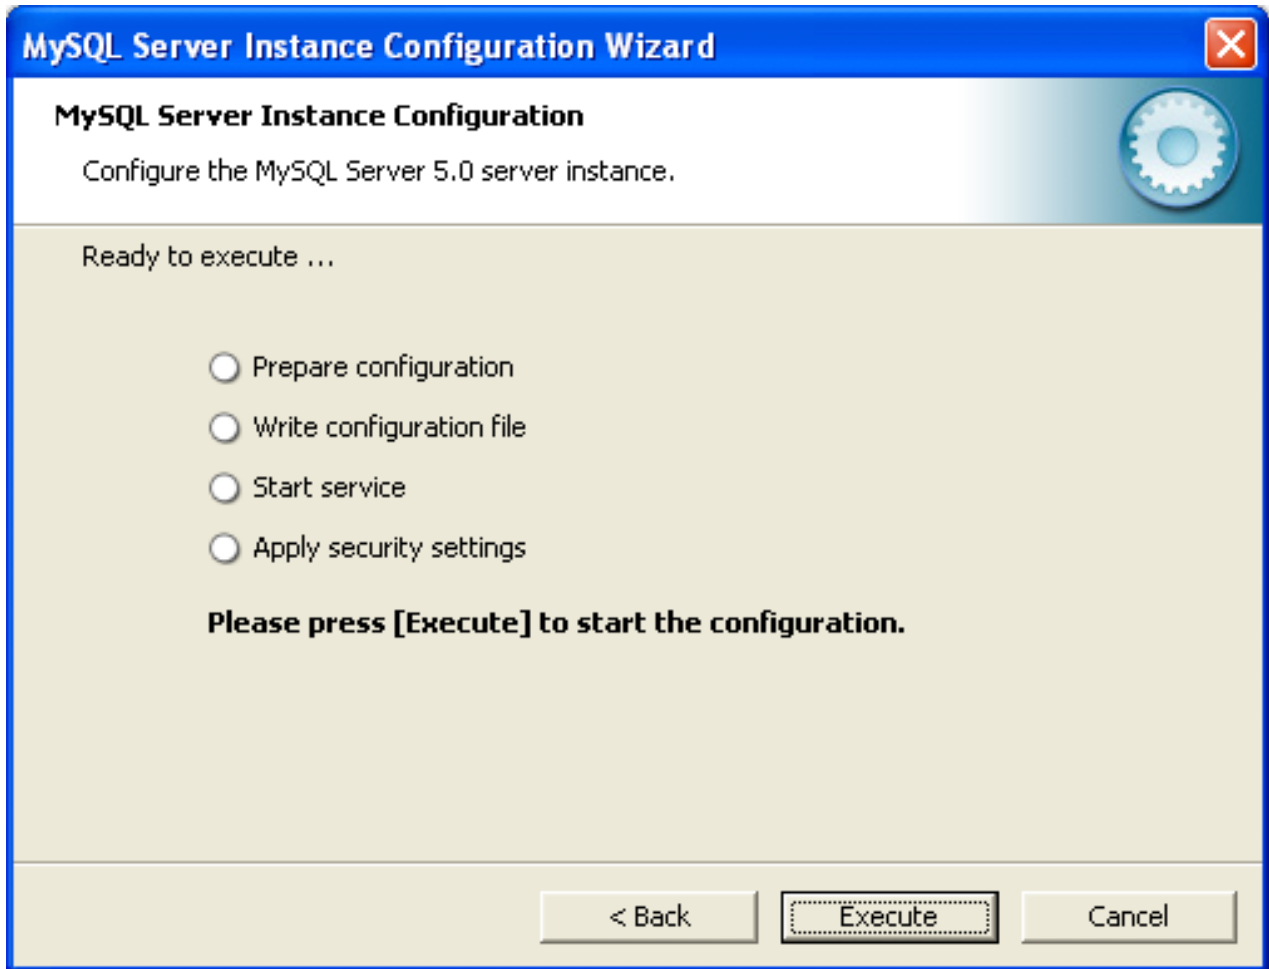 MySQL Server Instance Configuration Wizard
MySQL Server Instance Configuration
Configure the MySQL Server 5.0 server instance.
Ready to execute ...
Prepare configuration
Write configuration file
Start service
Apply security settings
Please press [Execute] to start the configuration.
< Back
Execute
Cancel